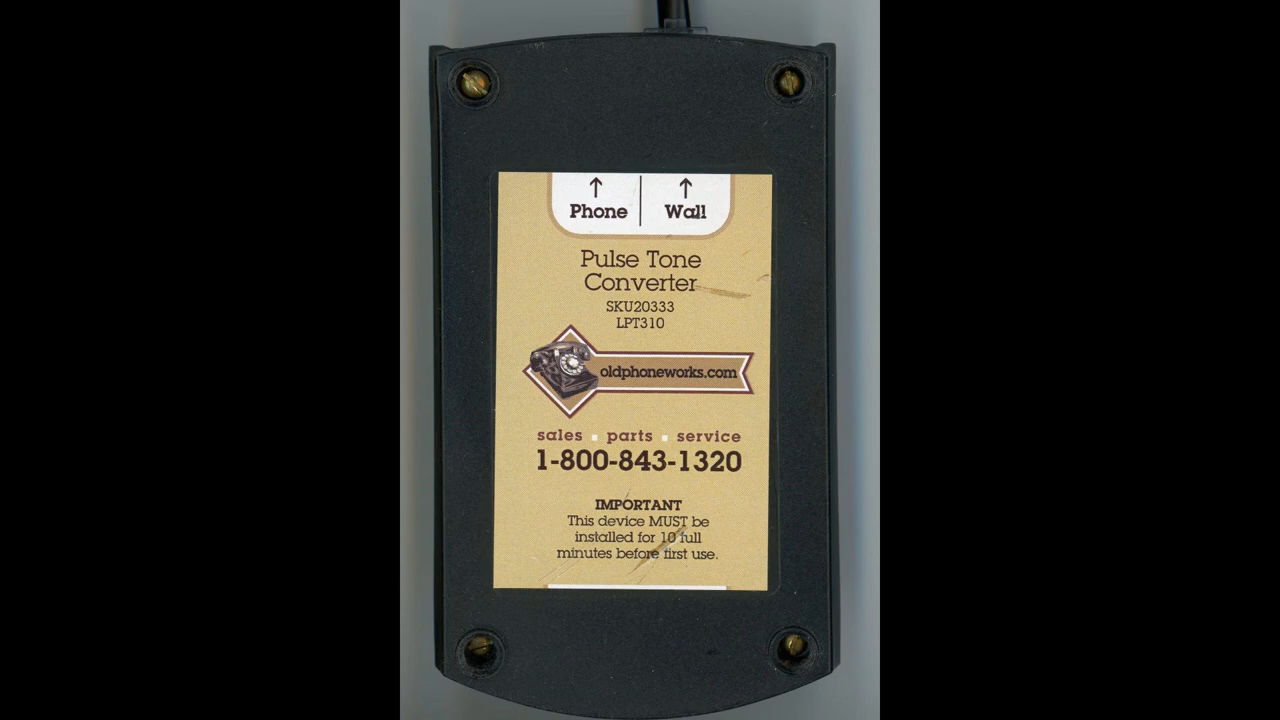 ↑ ↑
Phone Wall
Pulse Tone
Converter
SKU20333
LPT310
oldphoneworks.com
sales ▪ parts ▪ service
1-800-843-1320
IMPORTANT
This device MUST be
installed for 10 full
minutes before first use.